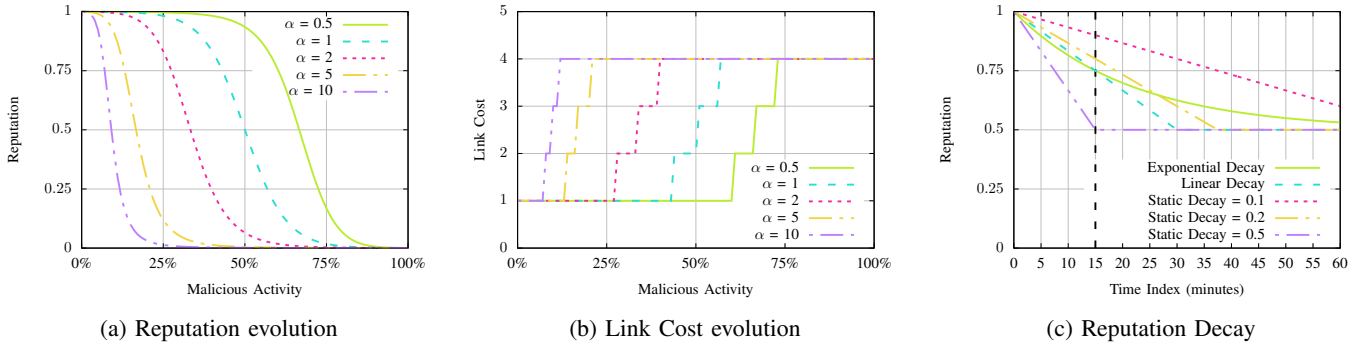 1
0.75
0.5
0.25
0
Reputation
0%
25%
50%
75%
100%
Malicious Activity
α = 0.5
α = 1
α = 2
α = 5
α = 10
(a) Reputation evolution
5
4
3
2
1
0
Link Cost
0%
25%
50%
75%
100%
Malicious Activity
α = 0.5
α = 1
α = 2
α = 5
α = 10
(b) Link Cost evolution
1
0.75
0.5
0.25
0
Reputation
0
5
10
15
20
25
30
35
40
45
50
55
60
Time Index (minutes)
Exponential Decay
Linear Decay
Static Decay = 0.1
Static Decay = 0.2
Static Decay = 0.5
(c) Reputation Decay